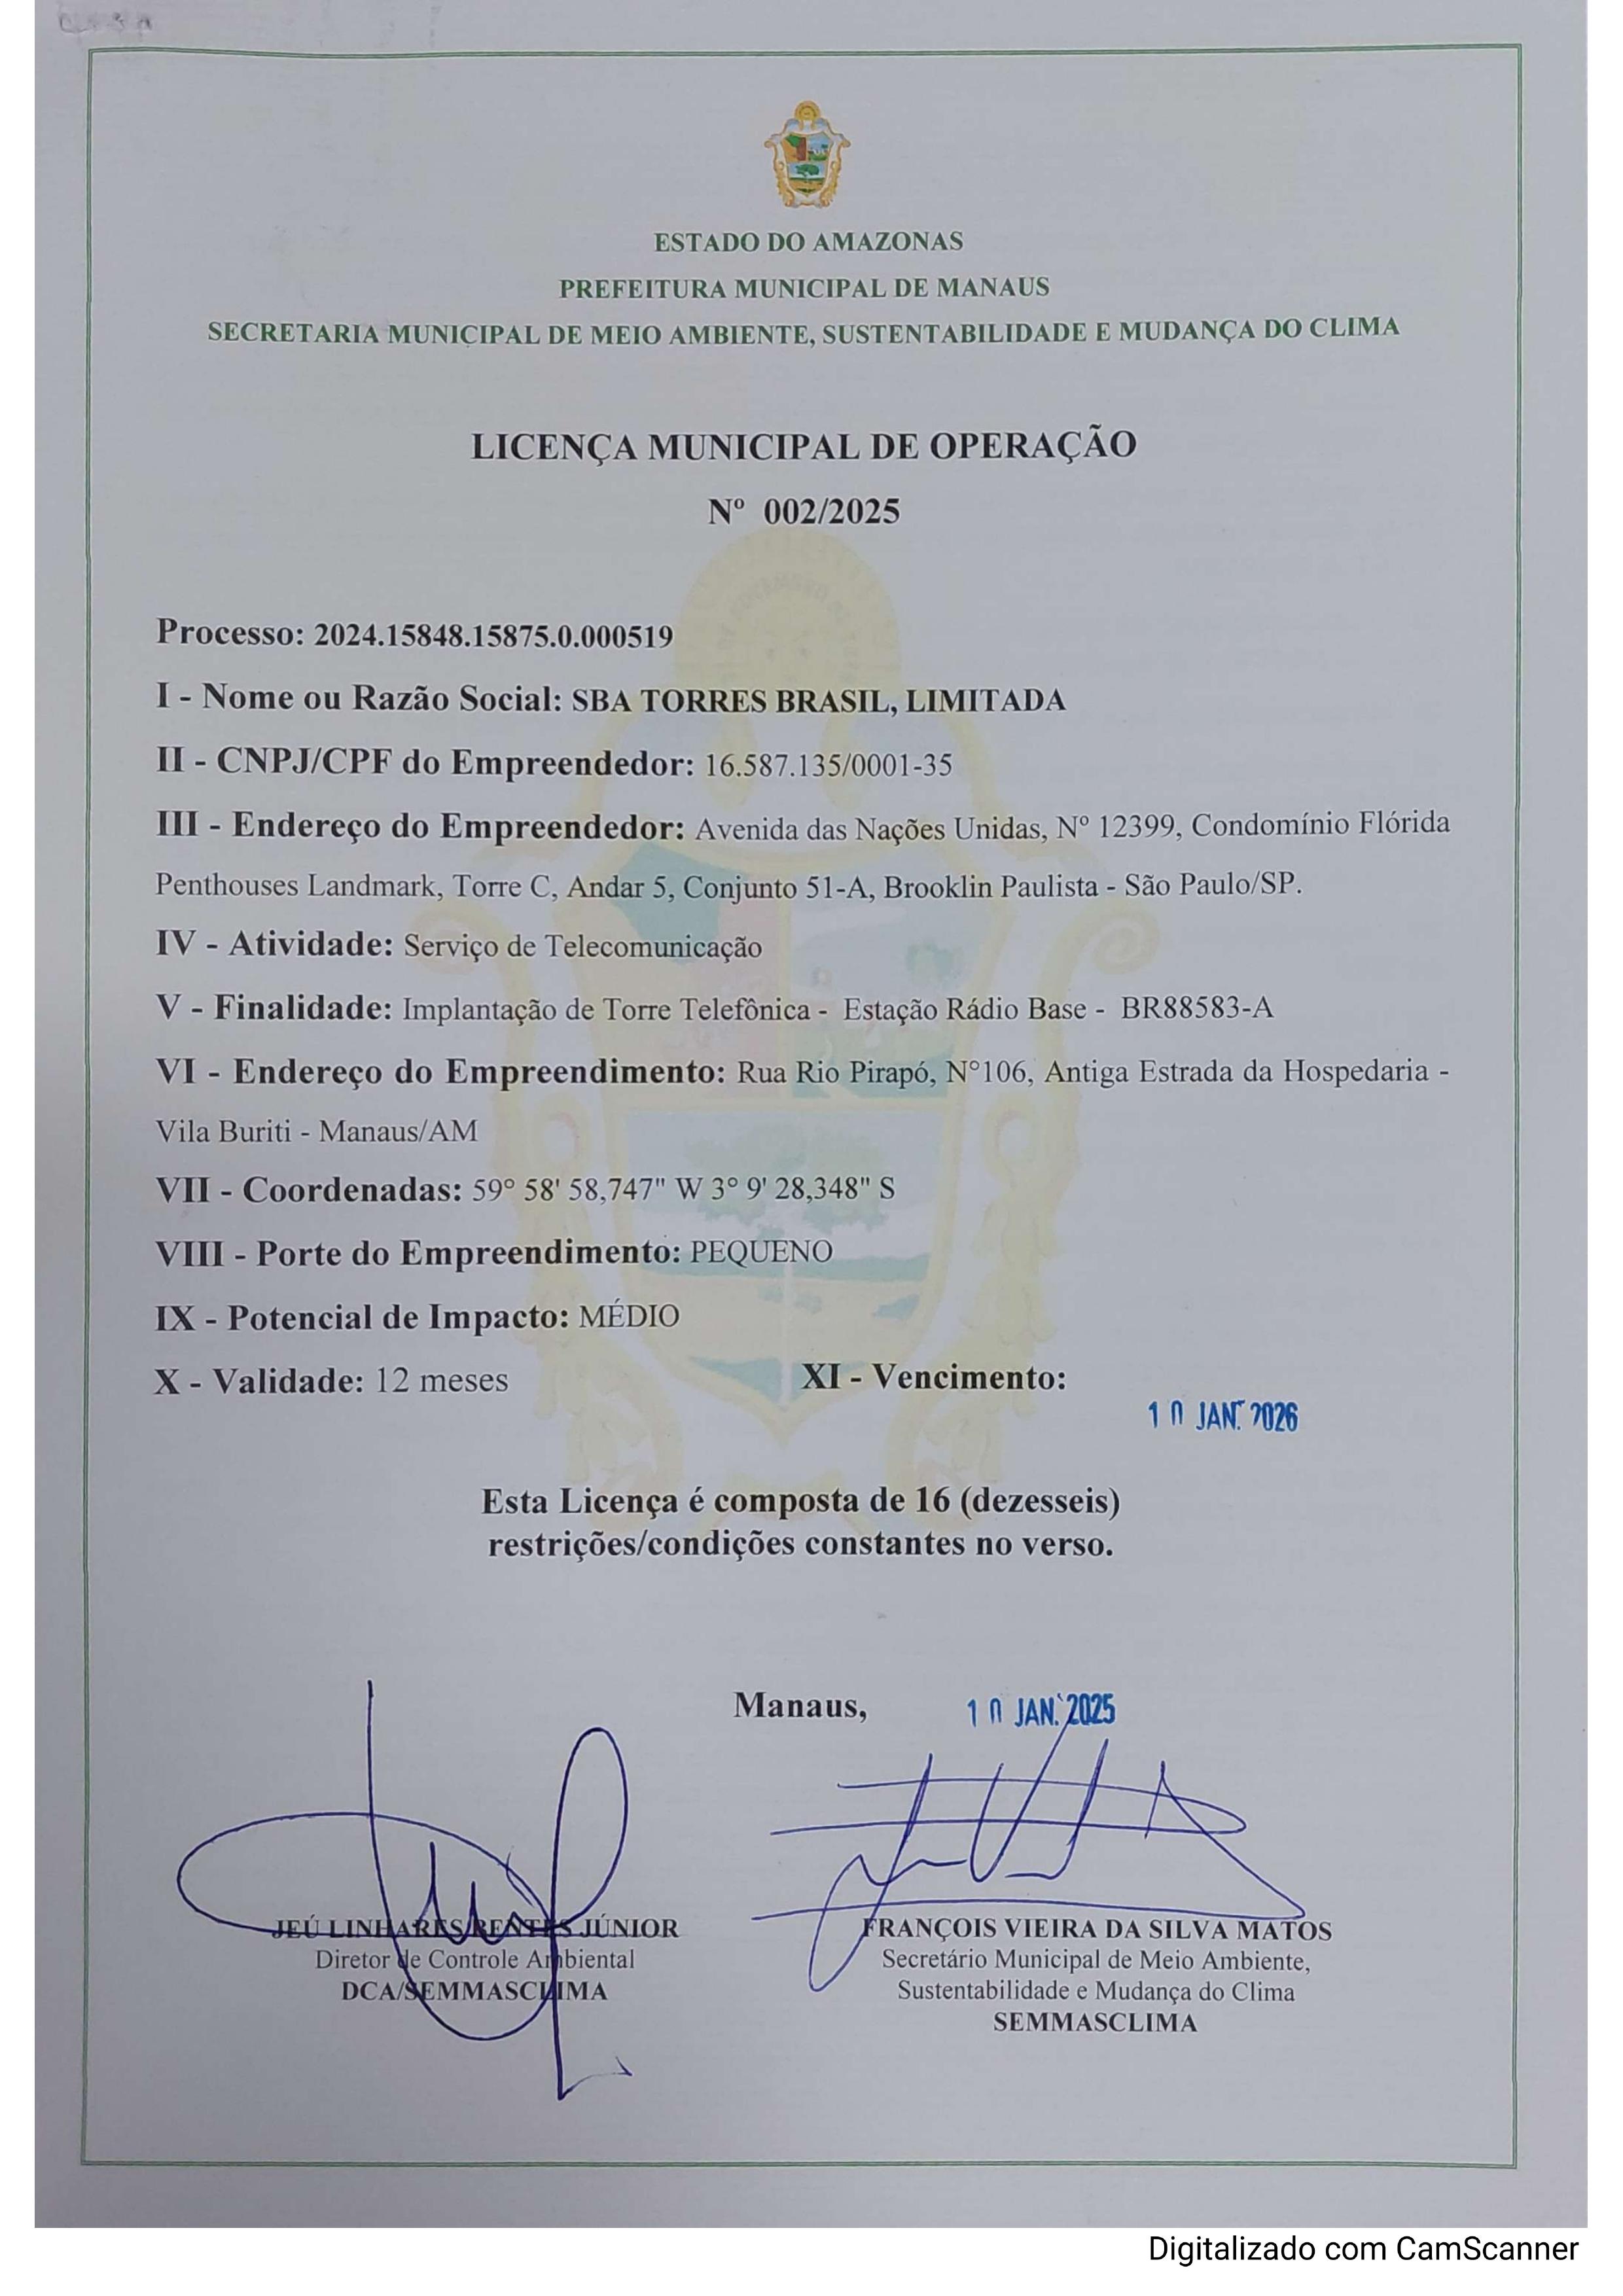 ESTADO DO AMAZONAS
PREFEITURA MUNICIPAL DE MANAUS
SECRETARIA MUNICIPAL DE MEIO AMBIENTE, SUSTENTABILIDADE E MUDANÇA DO CLIMA
LICENÇA MUNICIPAL DE OPERAÇÃO
Nº 002/2025
Processo: 2024.15848.15875.0.000519
I - Nome ou Razão Social: SBA TORRES BRASIL, LIMITADA
II - CNPJ/CPF do Empreendedor: 16.587.135/0001-35
III - Endereço do Empreendedor: Avenida das Nações Unidas, Nº 12399, Condomínio Flórida
Penthouses Landmark, Torre C, Andar 5, Conjunto 51-A, Brooklin Paulista - São Paulo/SP.
IV - Atividade: Serviço de Telecomunicação
V - Finalidade: Implantação de Torre Telefônica - Estação Rádio Base - BR88583-A
VI - Endereço do Empreendimento: Rua Rio Pirapó, N°106, Antiga Estrada da Hospedaria -
Vila Buriti - Manaus/AM
VII - Coordenadas: 59° 58' 58,747" W 3° 9' 28,348" S
VIII - Porte do Empreendimento: PEQUENO
IX - Potencial de Impacto: MÉDIO
X - Validade: 12 meses XI - Vencimento:
10 JAN. 2026
Esta Licença é composta de 16 (dezesseis)
restrições/condições constantes no verso.
Manaus, 10 JAN. 2025
JEÚ LINHARES BENTES JÚNIOR
Diretor de Controle Ambiental
DCA/SEMMASCLIMA
FRANÇOIS VIEIRA DA SILVA MATOS
Secretário Municipal de Meio Ambiente,
Sustentabilidade e Mudança do Clima
SEMMASCLIMA
Digitalizado com CamScanner